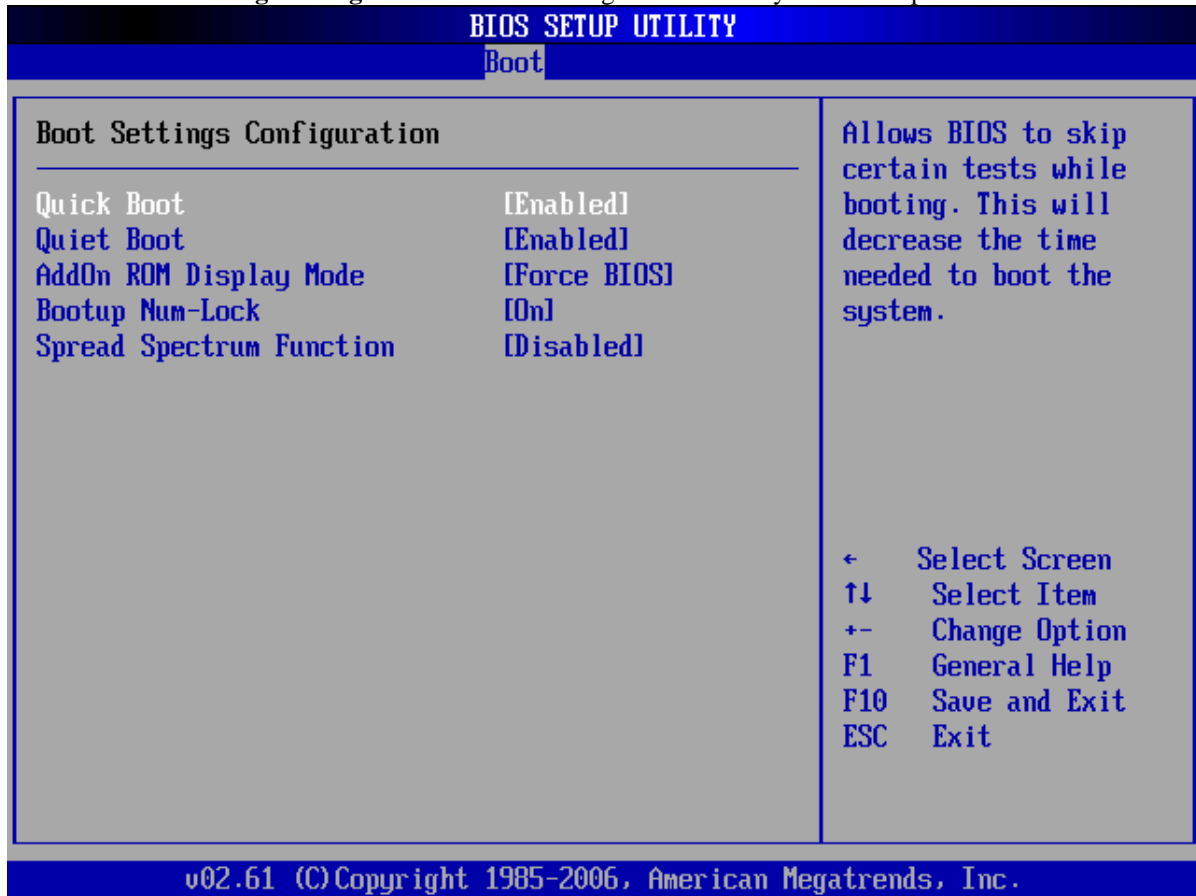 BIOS SETUP UTILITY
Boot
Boot Settings Configuration
Quick Boot [Enabled]
Quiet Boot [Enabled]
AddOn ROM Display Mode [Force BIOS]
Bootup Num-Lock [On]
Spread Spectrum Function [Disabled]
Allows BIOS to skip
certain tests while
booting. This will
decrease the time
needed to boot the
system.
← Select Screen
↑↓ Select Item
+- Change Option
F1 General Help
F10 Save and Exit
ESC Exit
v02.61 (C)Copyright 1985-2006, American Megatrends, Inc.